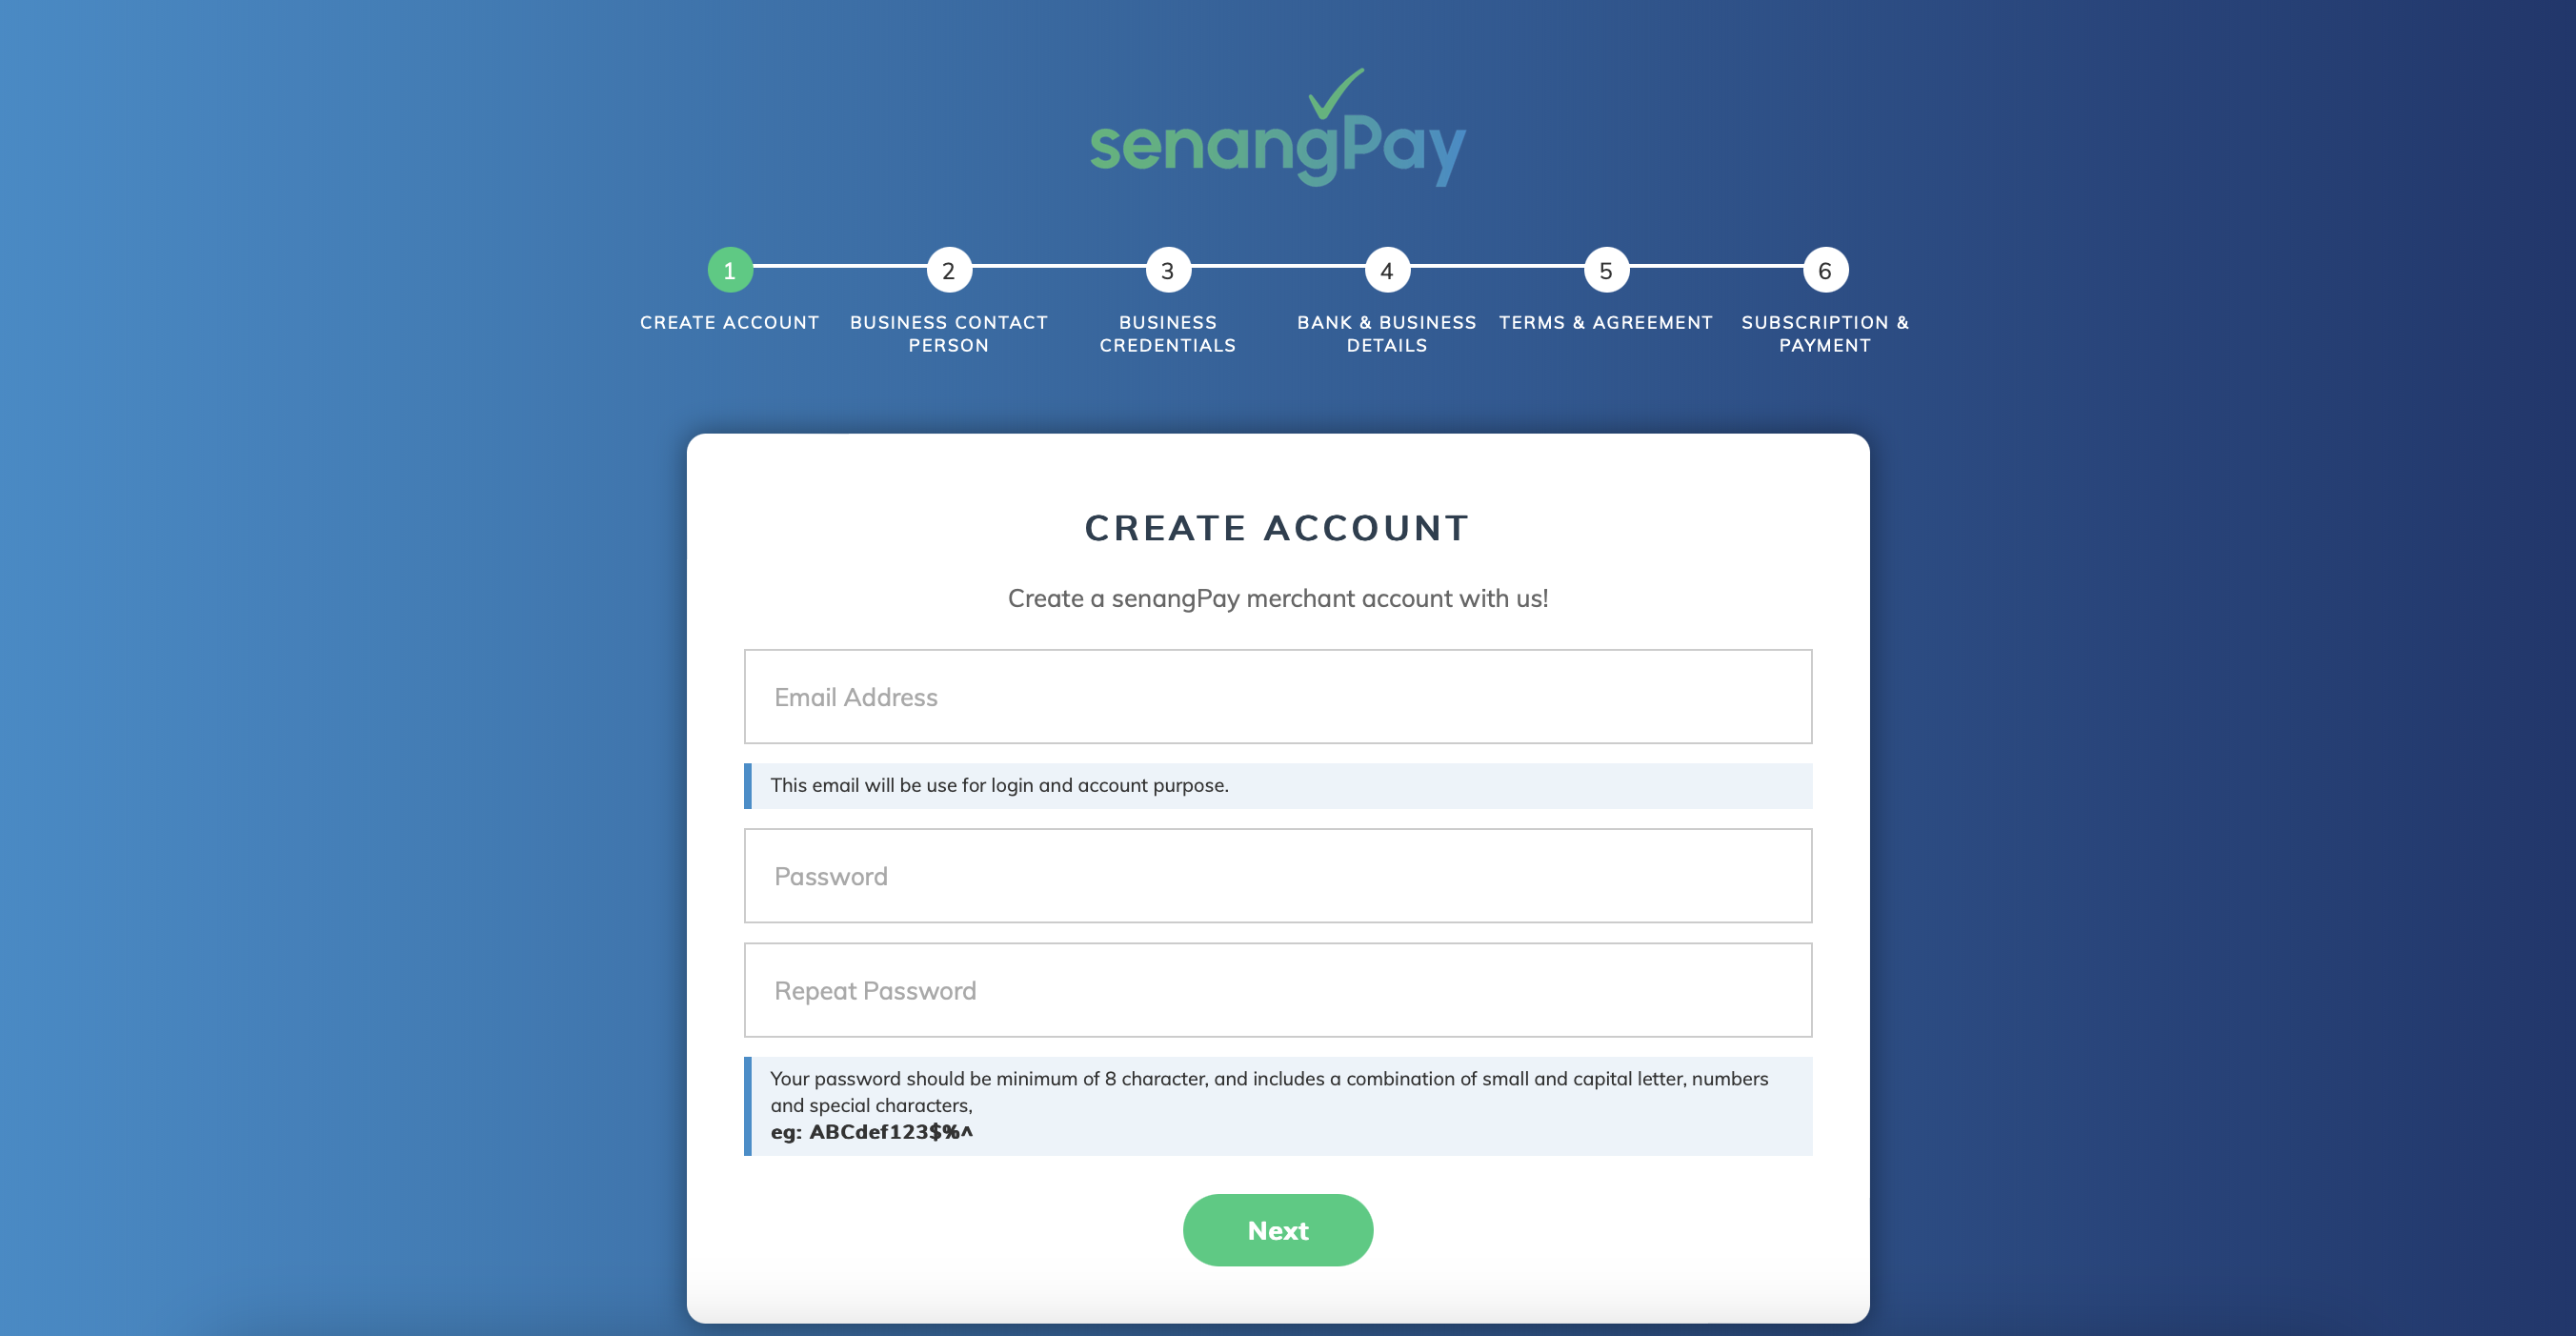 senangPay
1
2
3
4
5
6
CREATE ACCOUNT
BUSINESS CONTACT
PERSON
BUSINESS
CREDENTIALS
BANK & BUSINESS
DETAILS
TERMS & AGREEMENT
SUBSCRIPTION &
PAYMENT
CREATE ACCOUNT
Create a senangPay merchant account with us!
Email Address
This email will be use for login and account purpose.
Password
Repeat Password
Your password should be minimum of 8 character, and includes a combination of small and capital letter, numbers
and special characters,
eg: ABCdef123$%^
Next